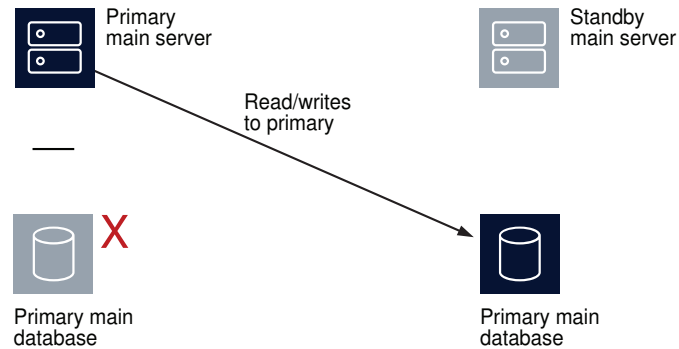 Primary
main server
Standby
main server
Read/writes
to primary
X
Primary main
database
Primary main
database